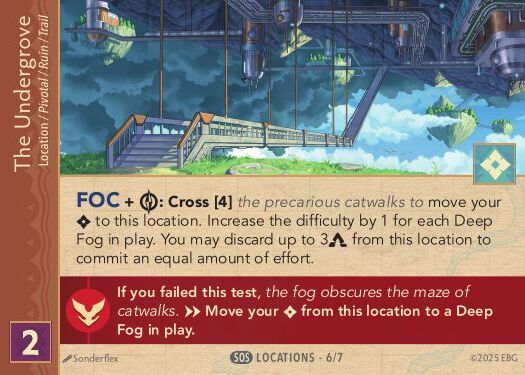 The Undergrove
Location / Pivotal / Ruin / Trail
FOC + : Cross [4] the precarious catwalks to move your
to this location. Increase the difficulty by 1 for each Deep
Fog in play. You may discard up to 3 from this location to
commit an equal amount of effort.
If you failed this test, the fog obscures the maze of
catwalks. Move your from this location to a Deep
Fog in play.
2
Sonderflex
SOS LOCATIONS - 6/7
©2025 EBG